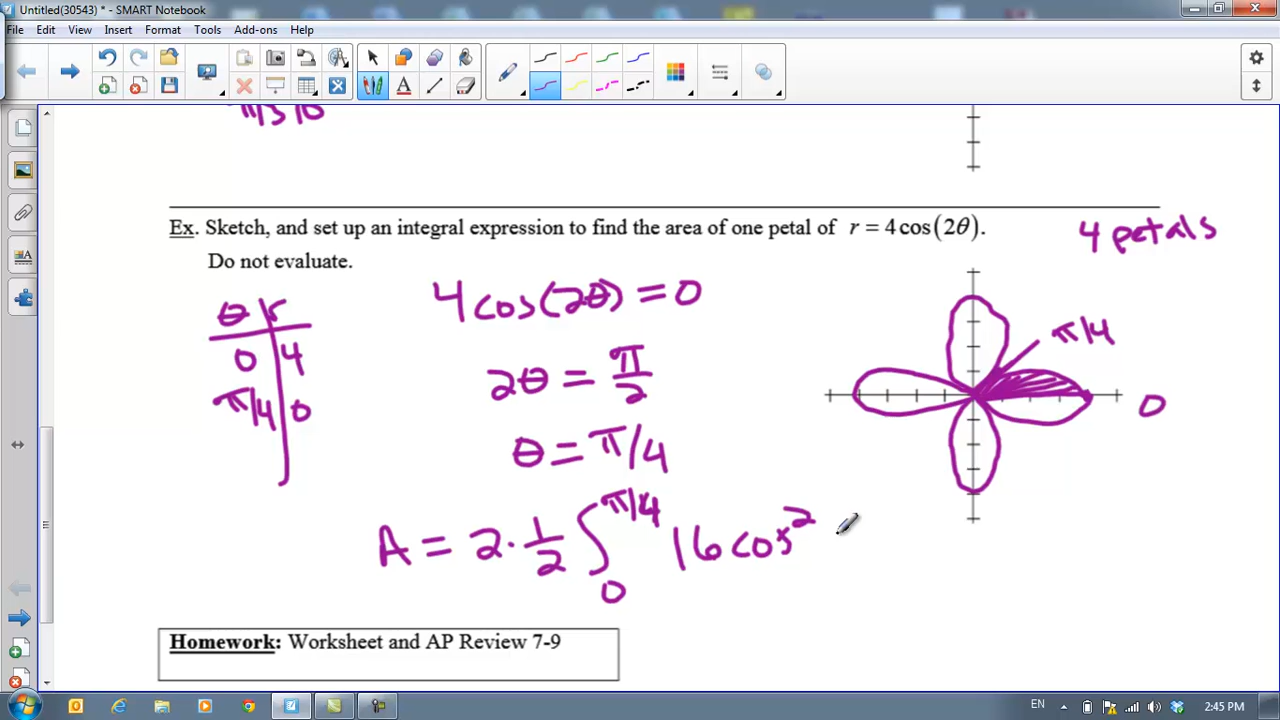 Untitled(30543) * - SMART Notebook
File Edit View Insert Format Tools Add-ons Help
π/3 | 0
Ex. Sketch, and set up an integral expression to find the area of one petal of r = 4cos(2θ).
Do not evaluate.
4 petals
θ | r
0 | 4
π/4 | 0
4cos(2θ) = 0
2θ = π/2
θ = π/4
π/4
0
A = 2·1/2 ∫₀^π/4 16cos²
Homework: Worksheet and AP Review 7-9
EN 2:45 PM